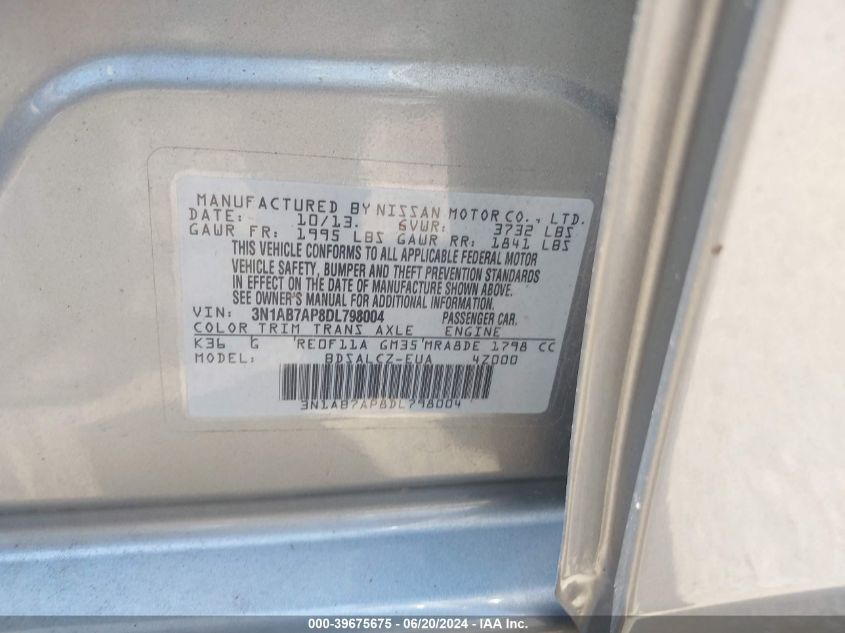 MANUFACTURED BY NISSAN MOTOR CO., LTD.
DATE: 10/13. GVWR: 3732 LBS
GAWR FR: 1995 LBS GAWR RR: 1841 LBS
THIS VEHICLE CONFORMS TO ALL APPLICABLE FEDERAL MOTOR
VEHICLE SAFETY, BUMPER AND THEFT PREVENTION STANDARDS
IN EFFECT ON THE DATE OF MANUFACTURE SHOWN ABOVE.
SEE OWNER'S MANUAL FOR ADDITIONAL INFORMATION.
VIN: 3N1AB7AP8DL798004 PASSENGER CAR.
COLOR TRIM TRANS AXLE ENGINE
K36 G RE0F11A GM35 MRA8DE 1798 CC
MODEL: BDSALCZ-EUA 4Z000
3N1AB7AP8DL798004
000-39675675 - 06/20/2024 - IAA Inc.